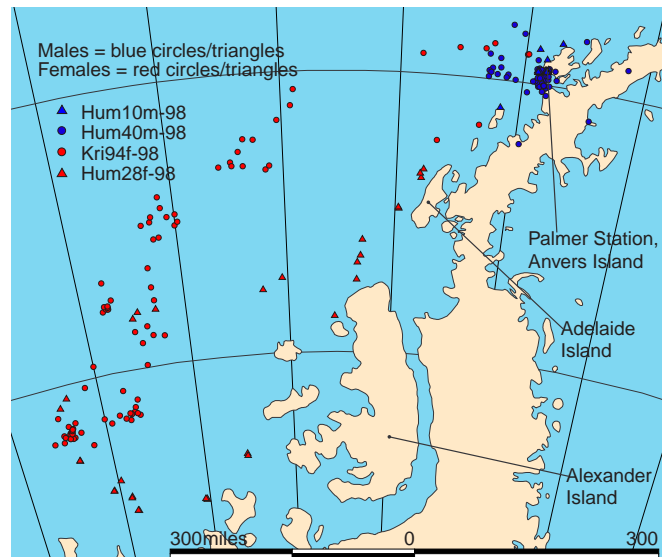 Males = blue circles/triangles
Females = red circles/triangles
Hum10m-98
Hum40m-98
Kri94f-98
Hum28f-98
Palmer Station,
Anvers Island
Adelaide
Island
Alexander
Island
300miles 0 300